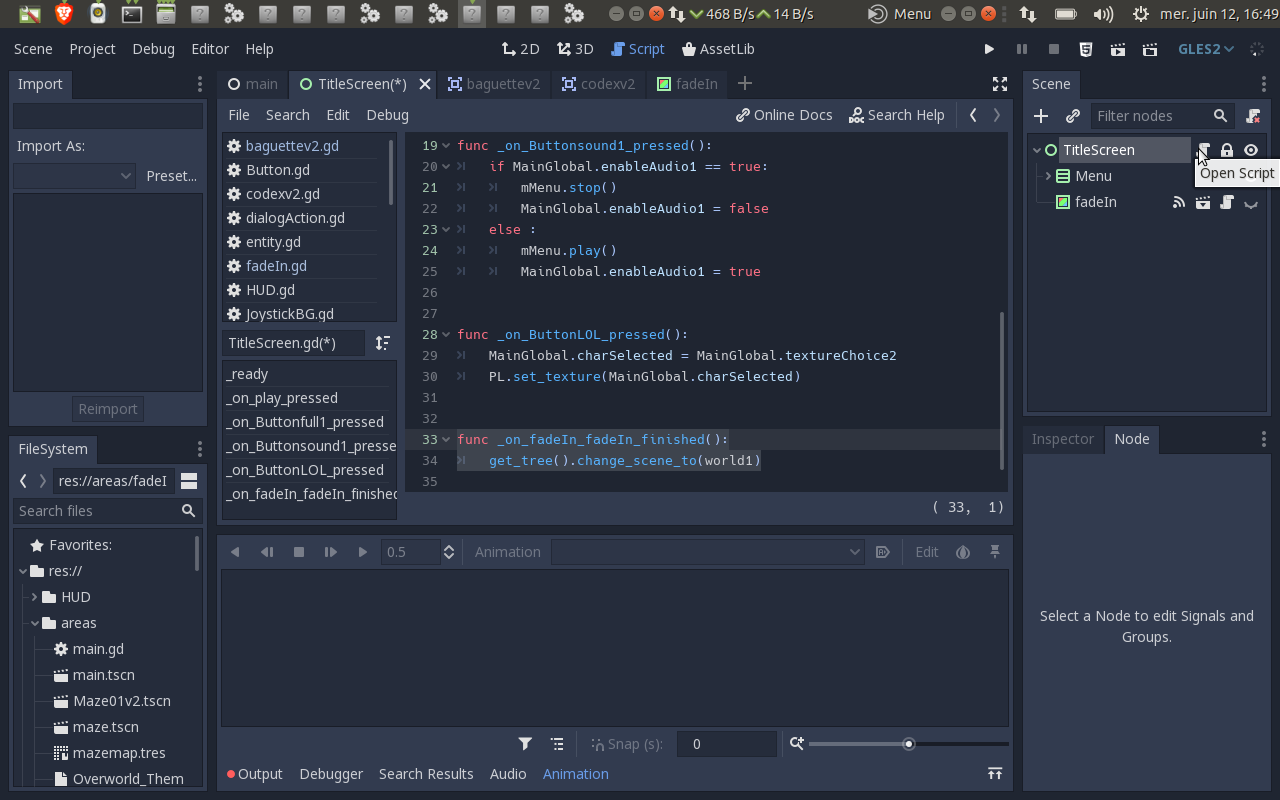 468 B/s 14 B/s Menu mer. juin 12, 16:49
Scene Project Debug Editor Help 2D 3D Script AssetLib GLES2
Import
Import As:
Preset...
Reimport
FileSystem
res://areas/fadeI
Search files
Favorites:
res://
HUD
areas
main.gd
main.tscn
Maze01v2.tscn
maze.tscn
mazemap.tres
Overworld_Them
main TitleScreen(*) baguettev2 codexv2 fadeIn
File Search Edit Debug Online Docs Search Help
baguettev2.gd
Button.gd
codexv2.gd
dialogAction.gd
entity.gd
fadeIn.gd
HUD.gd
JoystickBG.gd
TitleScreen.gd(*)
_ready
_on_play_pressed
_on_Buttonfull1_pressed
_on_Buttonsound1_presse
_on_ButtonLOL_pressed
_on_fadeIn_fadeIn_finished
19 func _on_Buttonsound1_pressed():
20 if MainGlobal.enableAudio1 == true:
21 mMenu.stop()
22 MainGlobal.enableAudio1 = false
23 else :
24 mMenu.play()
25 MainGlobal.enableAudio1 = true
26
27
28 func _on_ButtonLOL_pressed():
29 MainGlobal.charSelected = MainGlobal.textureChoice2
30 PL.set_texture(MainGlobal.charSelected)
31
32
33 func _on_fadeIn_fadeIn_finished():
34 get_tree().change_scene_to(world1)
35
( 33, 1)
0.5 Animation Edit
Snap (s): 0
Output Debugger Search Results Audio Animation
Scene
Filter nodes
TitleScreen
Open Script
Menu
fadeIn
Inspector Node
Select a Node to edit Signals and
Groups.